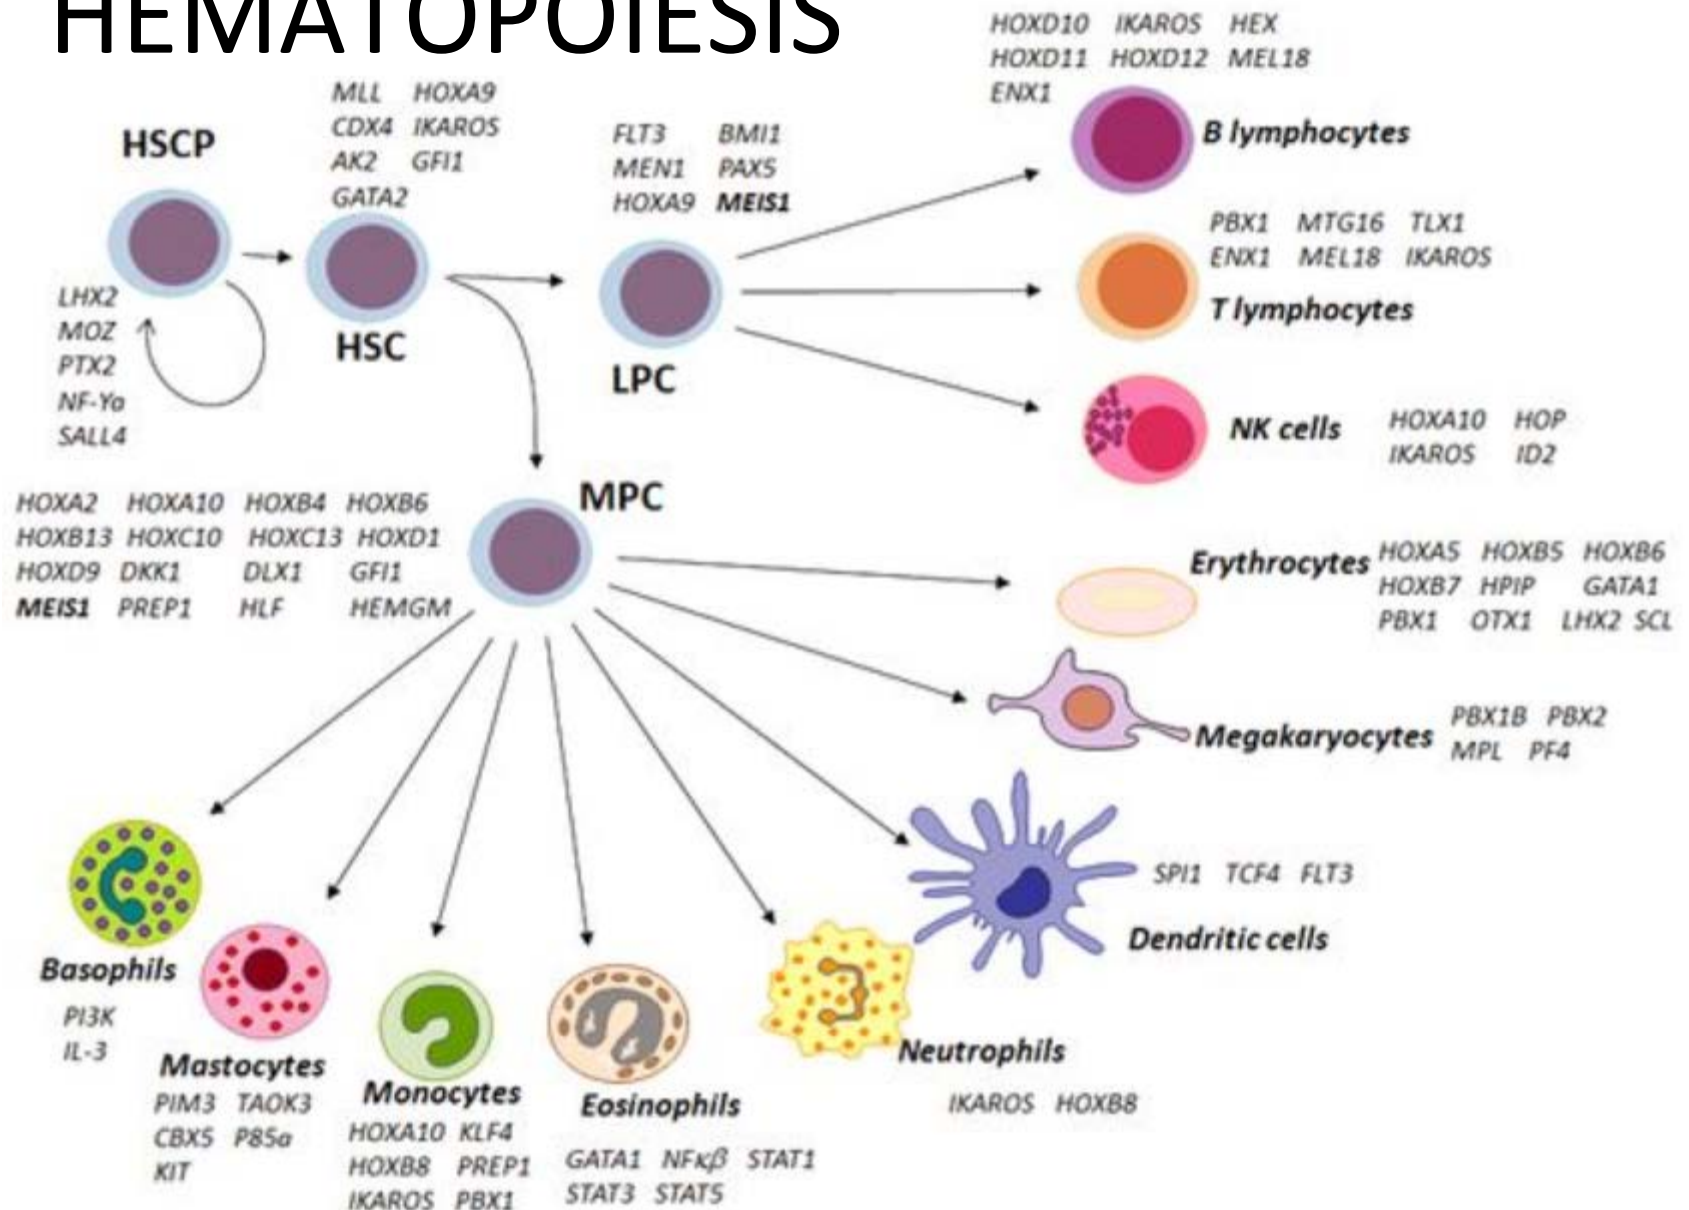 HEMATOPOIESIS
HSCP
LHX2
MOZ
PTX2
NF-Ya
SALL4
MLL HOXA9
CDX4 IKAROS
AK2 GFI1
GATA2
HSC
FLT3 BMI1
MEN1 PAX5
HOXA9 MEIS1
LPC
HOXD10 IKAROS HEX
HOXD11 HOXD12 MEL18
ENX1
B lymphocytes
PBX1 MTG16 TLX1
ENX1 MEL18 IKAROS
T lymphocytes
NK cells
HOXA10 HOP
IKAROS ID2
MPC
HOXA2 HOXA10 HOXB4 HOXB6
HOXB13 HOXC10 HOXC13 HOXD1
HOXD9 DKK1 DLX1 GFI1
MEIS1 PREP1 HLF HEMGM
Erythrocytes
HOXA5 HOXB5 HOXB6
HOXB7 HPIP GATA1
PBX1 OTX1 LHX2 SCL
Megakaryocytes
PBX1B PBX2
MPL PF4
SPI1 TCF4 FLT3
Dendritic cells
Neutrophils
IKAROS HOXB8
Eosinophils
GATA1 NFκβ STAT1
STAT3 STAT5
Monocytes
HOXA10 KLF4
HOXB8 PREP1
IKAROS PBX1
Mastocytes
PIM3 TAOK3
CBX5 P85α
KIT
Basophils
PI3K
IL-3